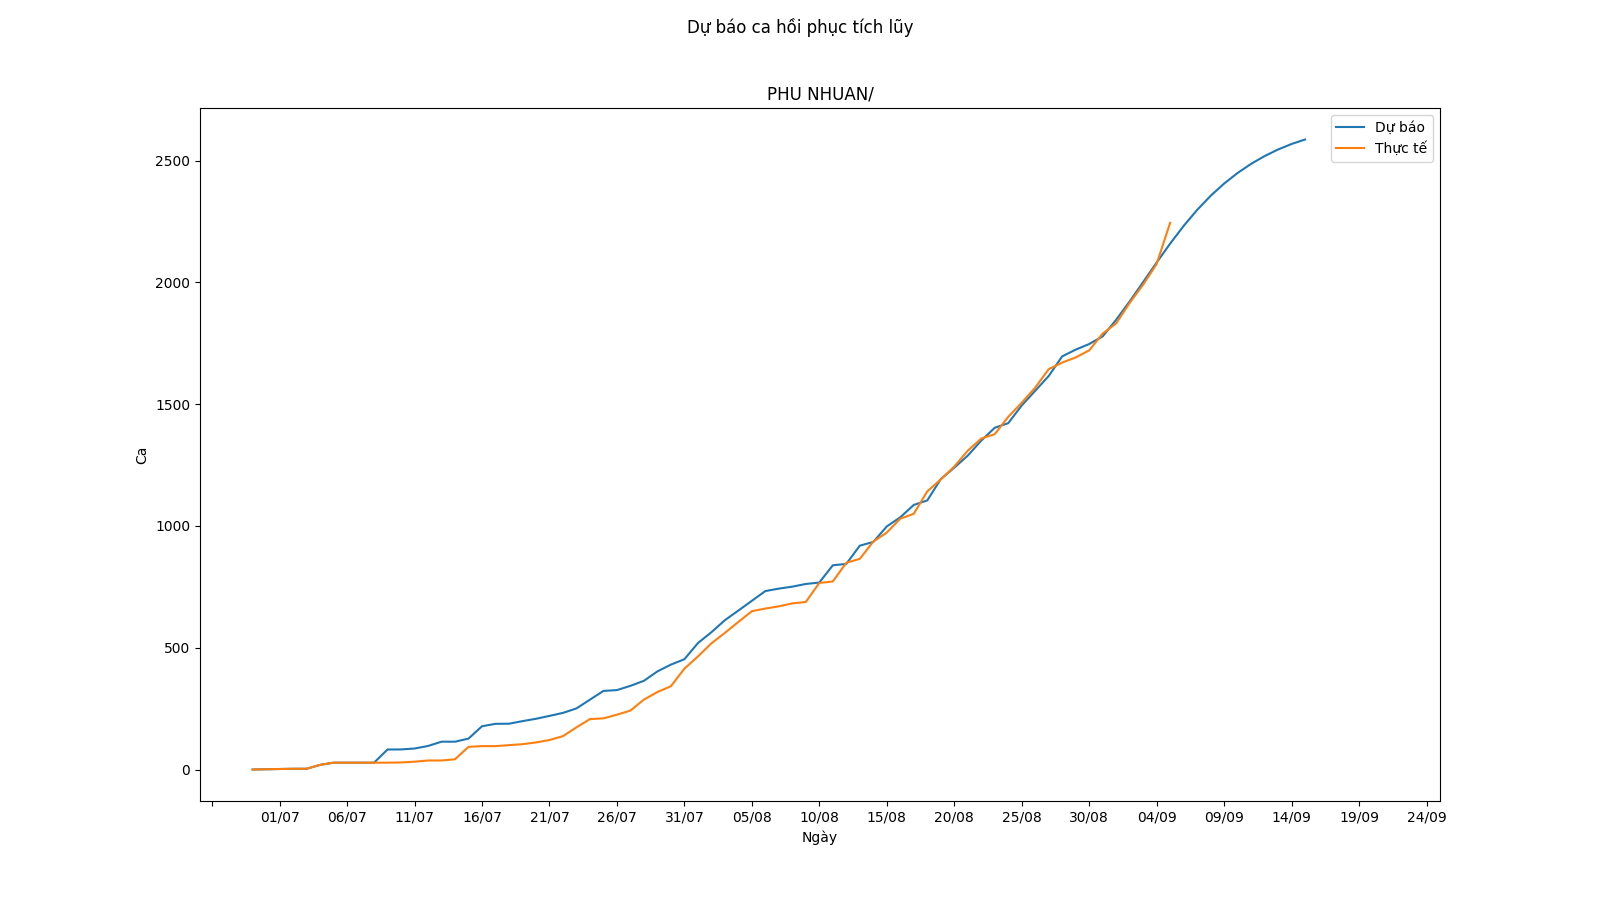 Dự báo ca hồi phục tích lũy
PHU NHUAN/
Dự báo
Thực tế
2500
2000
1500
1000
500
0
Ca
01/07 06/07 11/07 16/07 21/07 26/07 31/07 05/08 10/08 15/08 20/08 25/08 30/08 04/09 09/09 14/09 19/09 24/09
Ngày